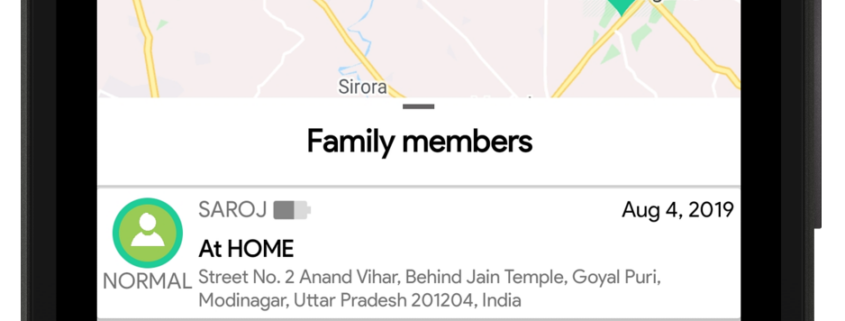 Sirora
Family members
SAROJ
Aug 4, 2019
At HOME
NORMAL
Street No. 2 Anand Vihar, Behind Jain Temple, Goyal Puri,
Modinagar, Uttar Pradesh 201204, India